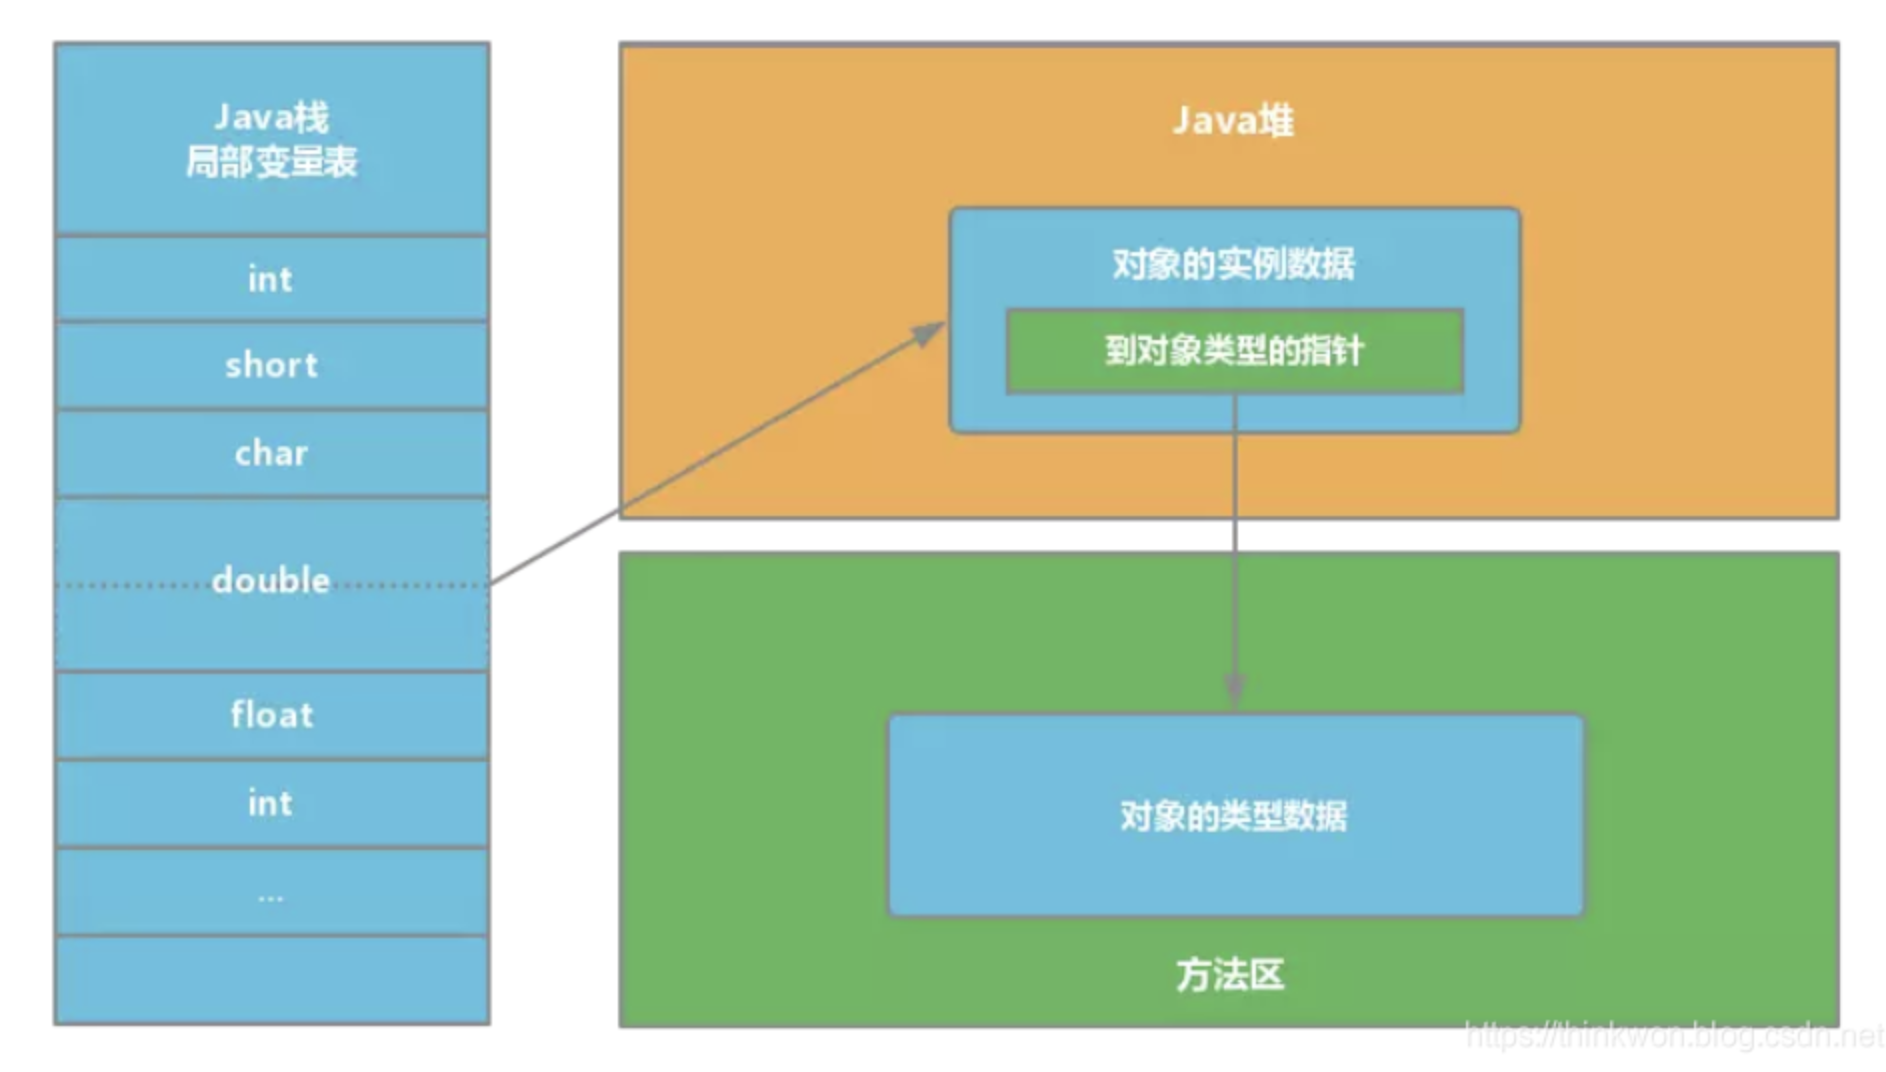 Java栈
局部变量表
int
short
char
double
float
int
...
Java堆
对象的实例数据
到对象类型的指针
对象的类型数据
方法区
https://thinkwon.blog.csdn.net